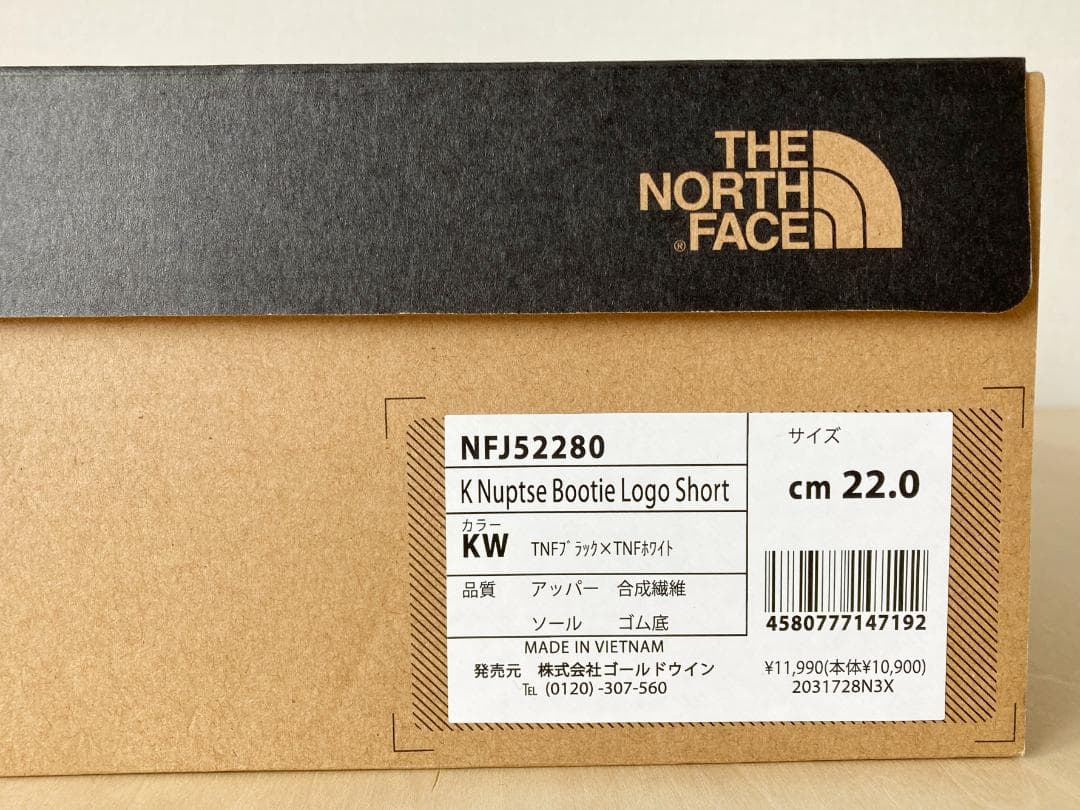 THE
NORTH
FACE
®
NFJ52280
K Nuptse Bootie Logo Short
カラー
KW TNFﾌﾞﾗｯｸ×TNFﾎﾜｲﾄ
品質 アッパー 合成繊維
ソール ゴム底
MADE IN VIETNAM
発売元 株式会社ゴールドウイン
℡ (0120) -307-560
サイズ
cm 22.0
4580777147192
¥11,990(本体¥10,900)
2031728N3X